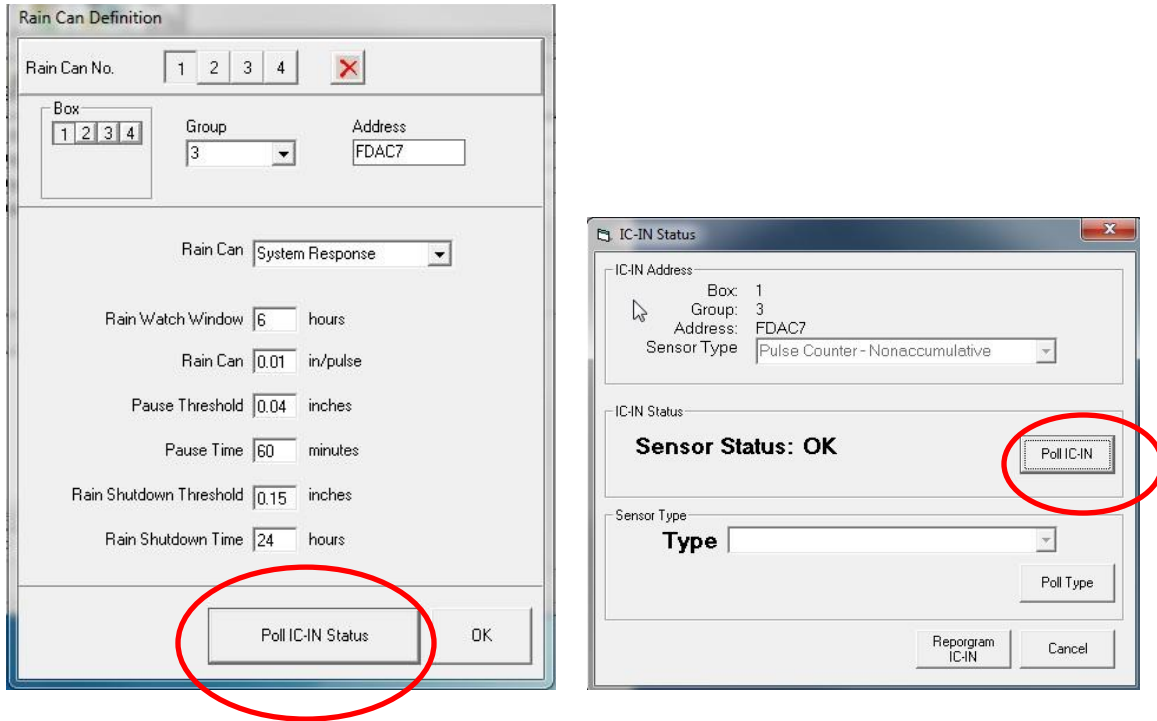 Rain Can Definition
Rain Can No. 1 2 3 4
Box
1 2 3 4
Group
3
Address
FDAC7
Rain Can System Response
Rain Watch Window 6 hours
Rain Can 0.01 in/pulse
Pause Threshold 0.04 inches
Pause Time 60 minutes
Rain Shutdown Threshold 0.15 inches
Rain Shutdown Time 24 hours
Poll IC-IN Status OK
IC-IN Status
IC-IN Address
Box: 1
Group: 3
Address: FDAC7
Sensor Type Pulse Counter - Nonaccumulative
IC-IN Status
Sensor Status: OK
Poll IC-IN
Sensor Type
Type
Poll Type
Reporgram
IC-IN
Cancel